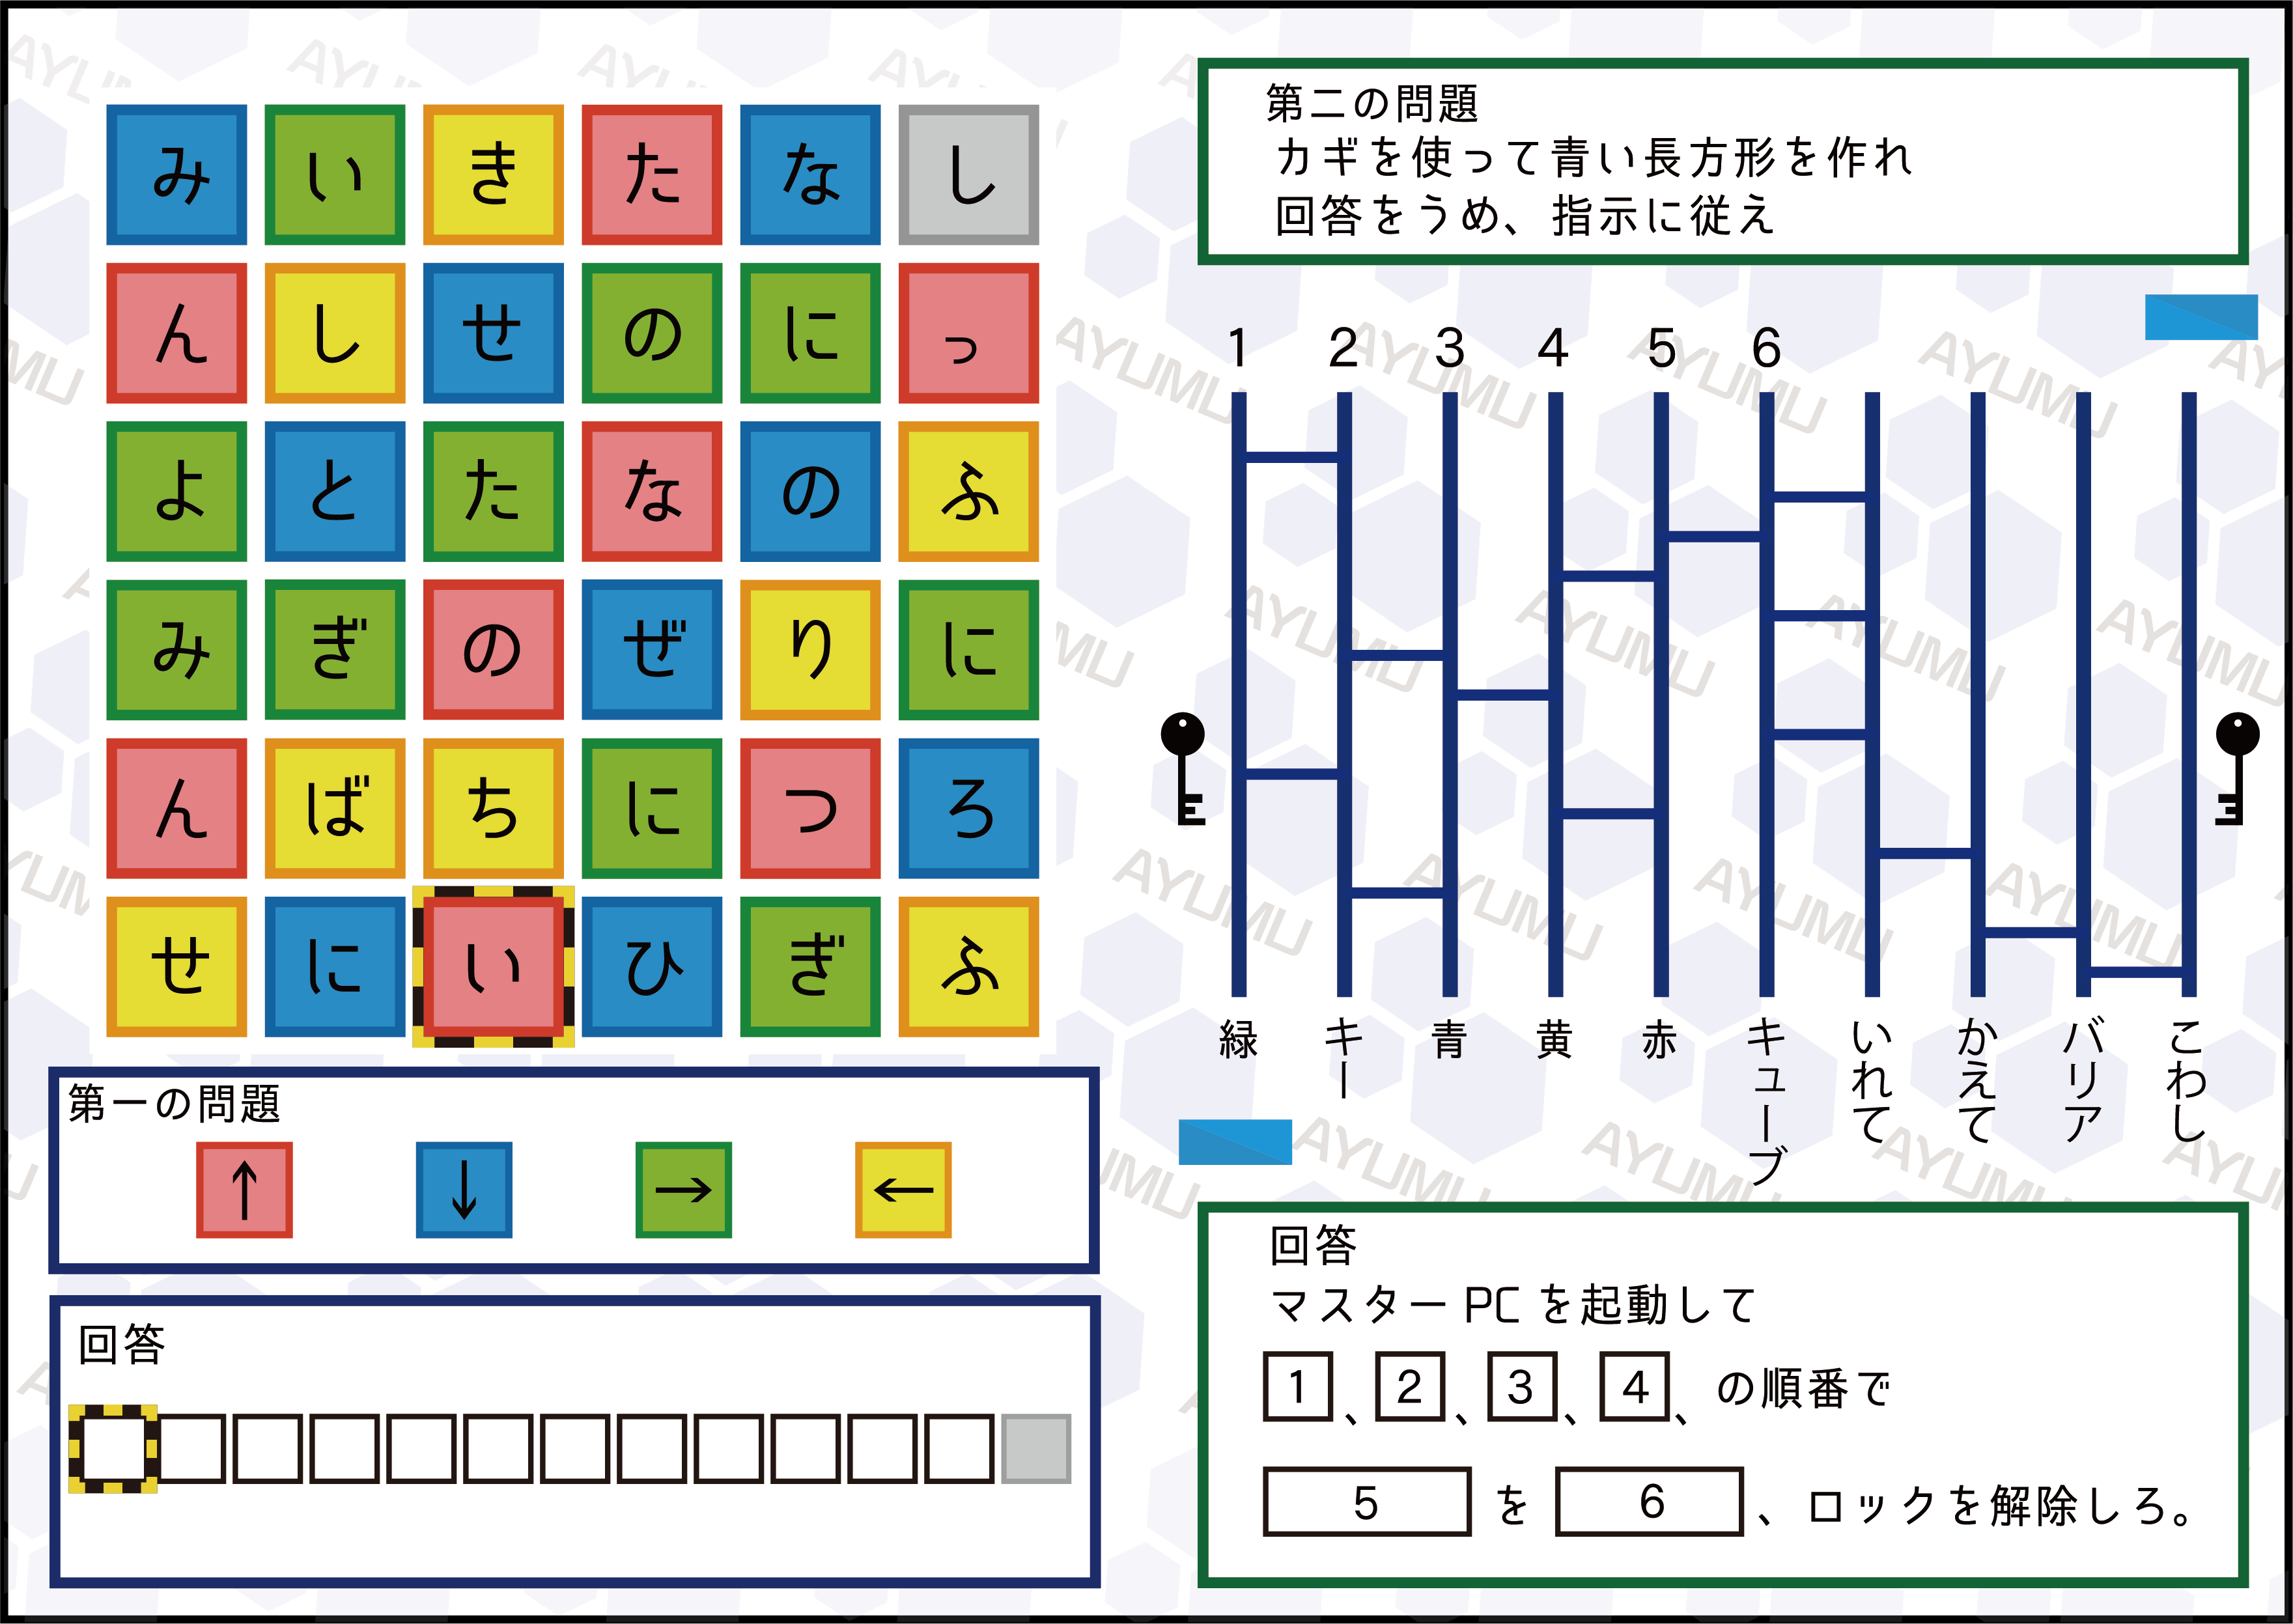 み い き た な し
ん し せ の に っ
よ と た な の ふ
み ぎ の ぜ り に
ん ば ち に つ ろ
せ に い ひ ぎ ふ
第一の問題
↑ ↓ → ←
回答
第二の問題
カギを使って青い長方形を作れ
回答をうめ、指示に従え
1 2 3 4 5 6
緑 キー 青 黄 赤 キューブ いれて かえて バリア こわし
回答
マスターPCを起動して
1、2、3、4、の順番で
5を6、ロックを解除しろ。
AYUMU